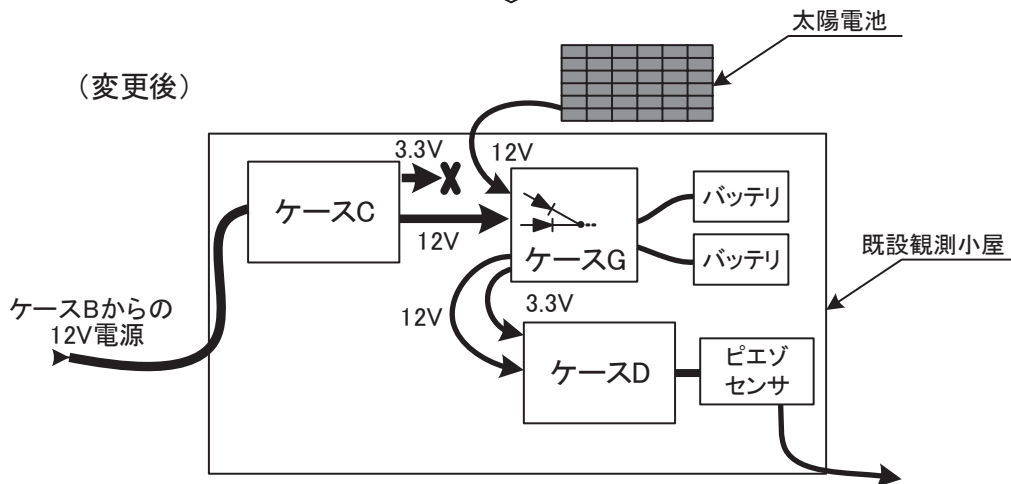 太陽電池
（変更後）
3.3V
12V
ケースC
バッテリ
12V
ケースG
バッテリ
既設観測小屋
ケースBからの
12V電源
12V
3.3V
ケースD
ピエゾ
センサ